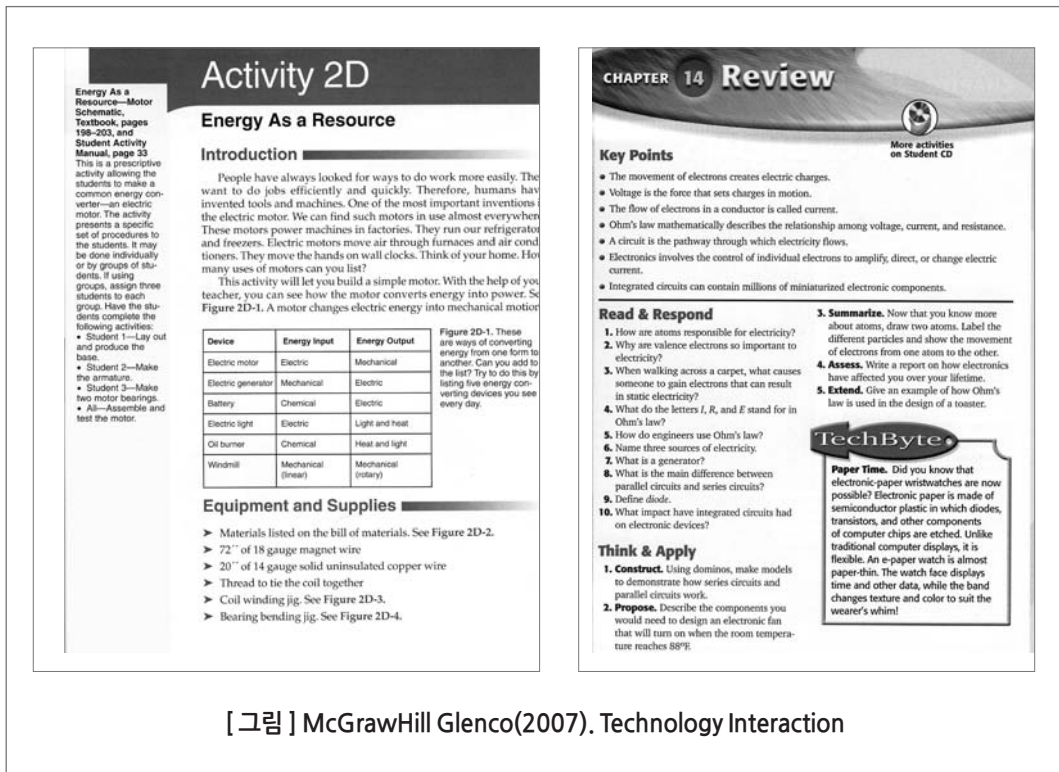 Activity 2D
Energy As a
Resource—Motor
Schematic,
Textbook, pages
198–203, and
Student Activity
Manual, page 33
This is a prescriptive
activity allowing the
students to make a
common energy con-
verter—an electric
motor. The activity
presents a specific
set of procedures to
the students. It may
be done individually
or by groups of stu-
dents. If using
groups, assign three
students to each
group. Have the stu-
dents complete the
following activities:
• Student 1—Lay out
and produce the
base.
• Student 2—Make
the armature.
• Student 3—Make
two motor bearings.
• All—Assemble and
test the motor.
Energy As a Resource
Introduction
People have always looked for ways to do work more easily. The
want to do jobs efficiently and quickly. Therefore, humans hav
invented tools and machines. One of the most important inventions i
the electric motor. We can find such motors in use almost everywher
These motors power machines in factories. They run our refrigerator
and freezers. Electric motors move air through furnaces and air cond
tioners. They move the hands on wall clocks. Think of your home. Ho
many uses of motors can you list?
This activity will let you build a simple motor. With the help of you
teacher, you can see how the motor converts energy into power. Se
Figure 2D-1. A motor changes electric energy into mechanical motion
Device Energy Input Energy Output
Electric motor Electric Mechanical
Electric generator Mechanical Electric
Battery Chemical Electric
Electric light Electric Light and heat
Oil burner Chemical Heat and light
Windmill Mechanical (linear) Mechanical (rotary)
Figure 2D-1. These
are ways of converting
energy from one form to
another. Can you add to
the list? Try to do this by
listing five energy con-
verting devices you see
every day.
Equipment and Supplies
➤ Materials listed on the bill of materials. See Figure 2D-2.
➤ 72´´ of 18 gauge magnet wire
➤ 20´´ of 14 gauge solid uninsulated copper wire
➤ Thread to tie the coil together
➤ Coil winding jig. See Figure 2D-3.
➤ Bearing bending jig. See Figure 2D-4.
CHAPTER 14 Review
More activities
on Student CD
Key Points
• The movement of electrons creates electric charges.
• Voltage is the force that sets charges in motion.
• The flow of electrons in a conductor is called current.
• Ohm's law mathematically describes the relationship among voltage, current, and resistance.
• A circuit is the pathway through which electricity flows.
• Electronics involves the control of individual electrons to amplify, direct, or change electric
current.
• Integrated circuits can contain millions of miniaturized electronic components.
Read & Respond
1. How are atoms responsible for electricity?
2. Why are valence electrons so important to
electricity?
3. When walking across a carpet, what causes
someone to gain electrons that can result
in static electricity?
4. What do the letters I, R, and E stand for in
Ohm's law?
5. How do engineers use Ohm's law?
6. Name three sources of electricity.
7. What is a generator?
8. What is the main difference between
parallel circuits and series circuits?
9. Define diode.
10. What impact have integrated circuits had
on electronic devices?
Think & Apply
1. Construct. Using dominos, make models
to demonstrate how series circuits and
parallel circuits work.
2. Propose. Describe the components you
would need to design an electronic fan
that will turn on when the room tempera-
ture reaches 88°F.
3. Summarize. Now that you know more
about atoms, draw two atoms. Label the
different particles and show the movement
of electrons from one atom to the other.
4. Assess. Write a report on how electronics
have affected you over your lifetime.
5. Extend. Give an example of how Ohm's
law is used in the design of a toaster.
TechByte
Paper Time. Did you know that
electronic-paper wristwatches are now
possible? Electronic paper is made of
semiconductor plastic in which diodes,
transistors, and other components
of computer chips are etched. Unlike
traditional computer displays, it is
flexible. An e-paper watch is almost
paper-thin. The watch face displays
time and other data, while the band
changes texture and color to suit the
wearer's whim!
[ 그림 ] McGrawHill Glenco(2007). Technology Interaction